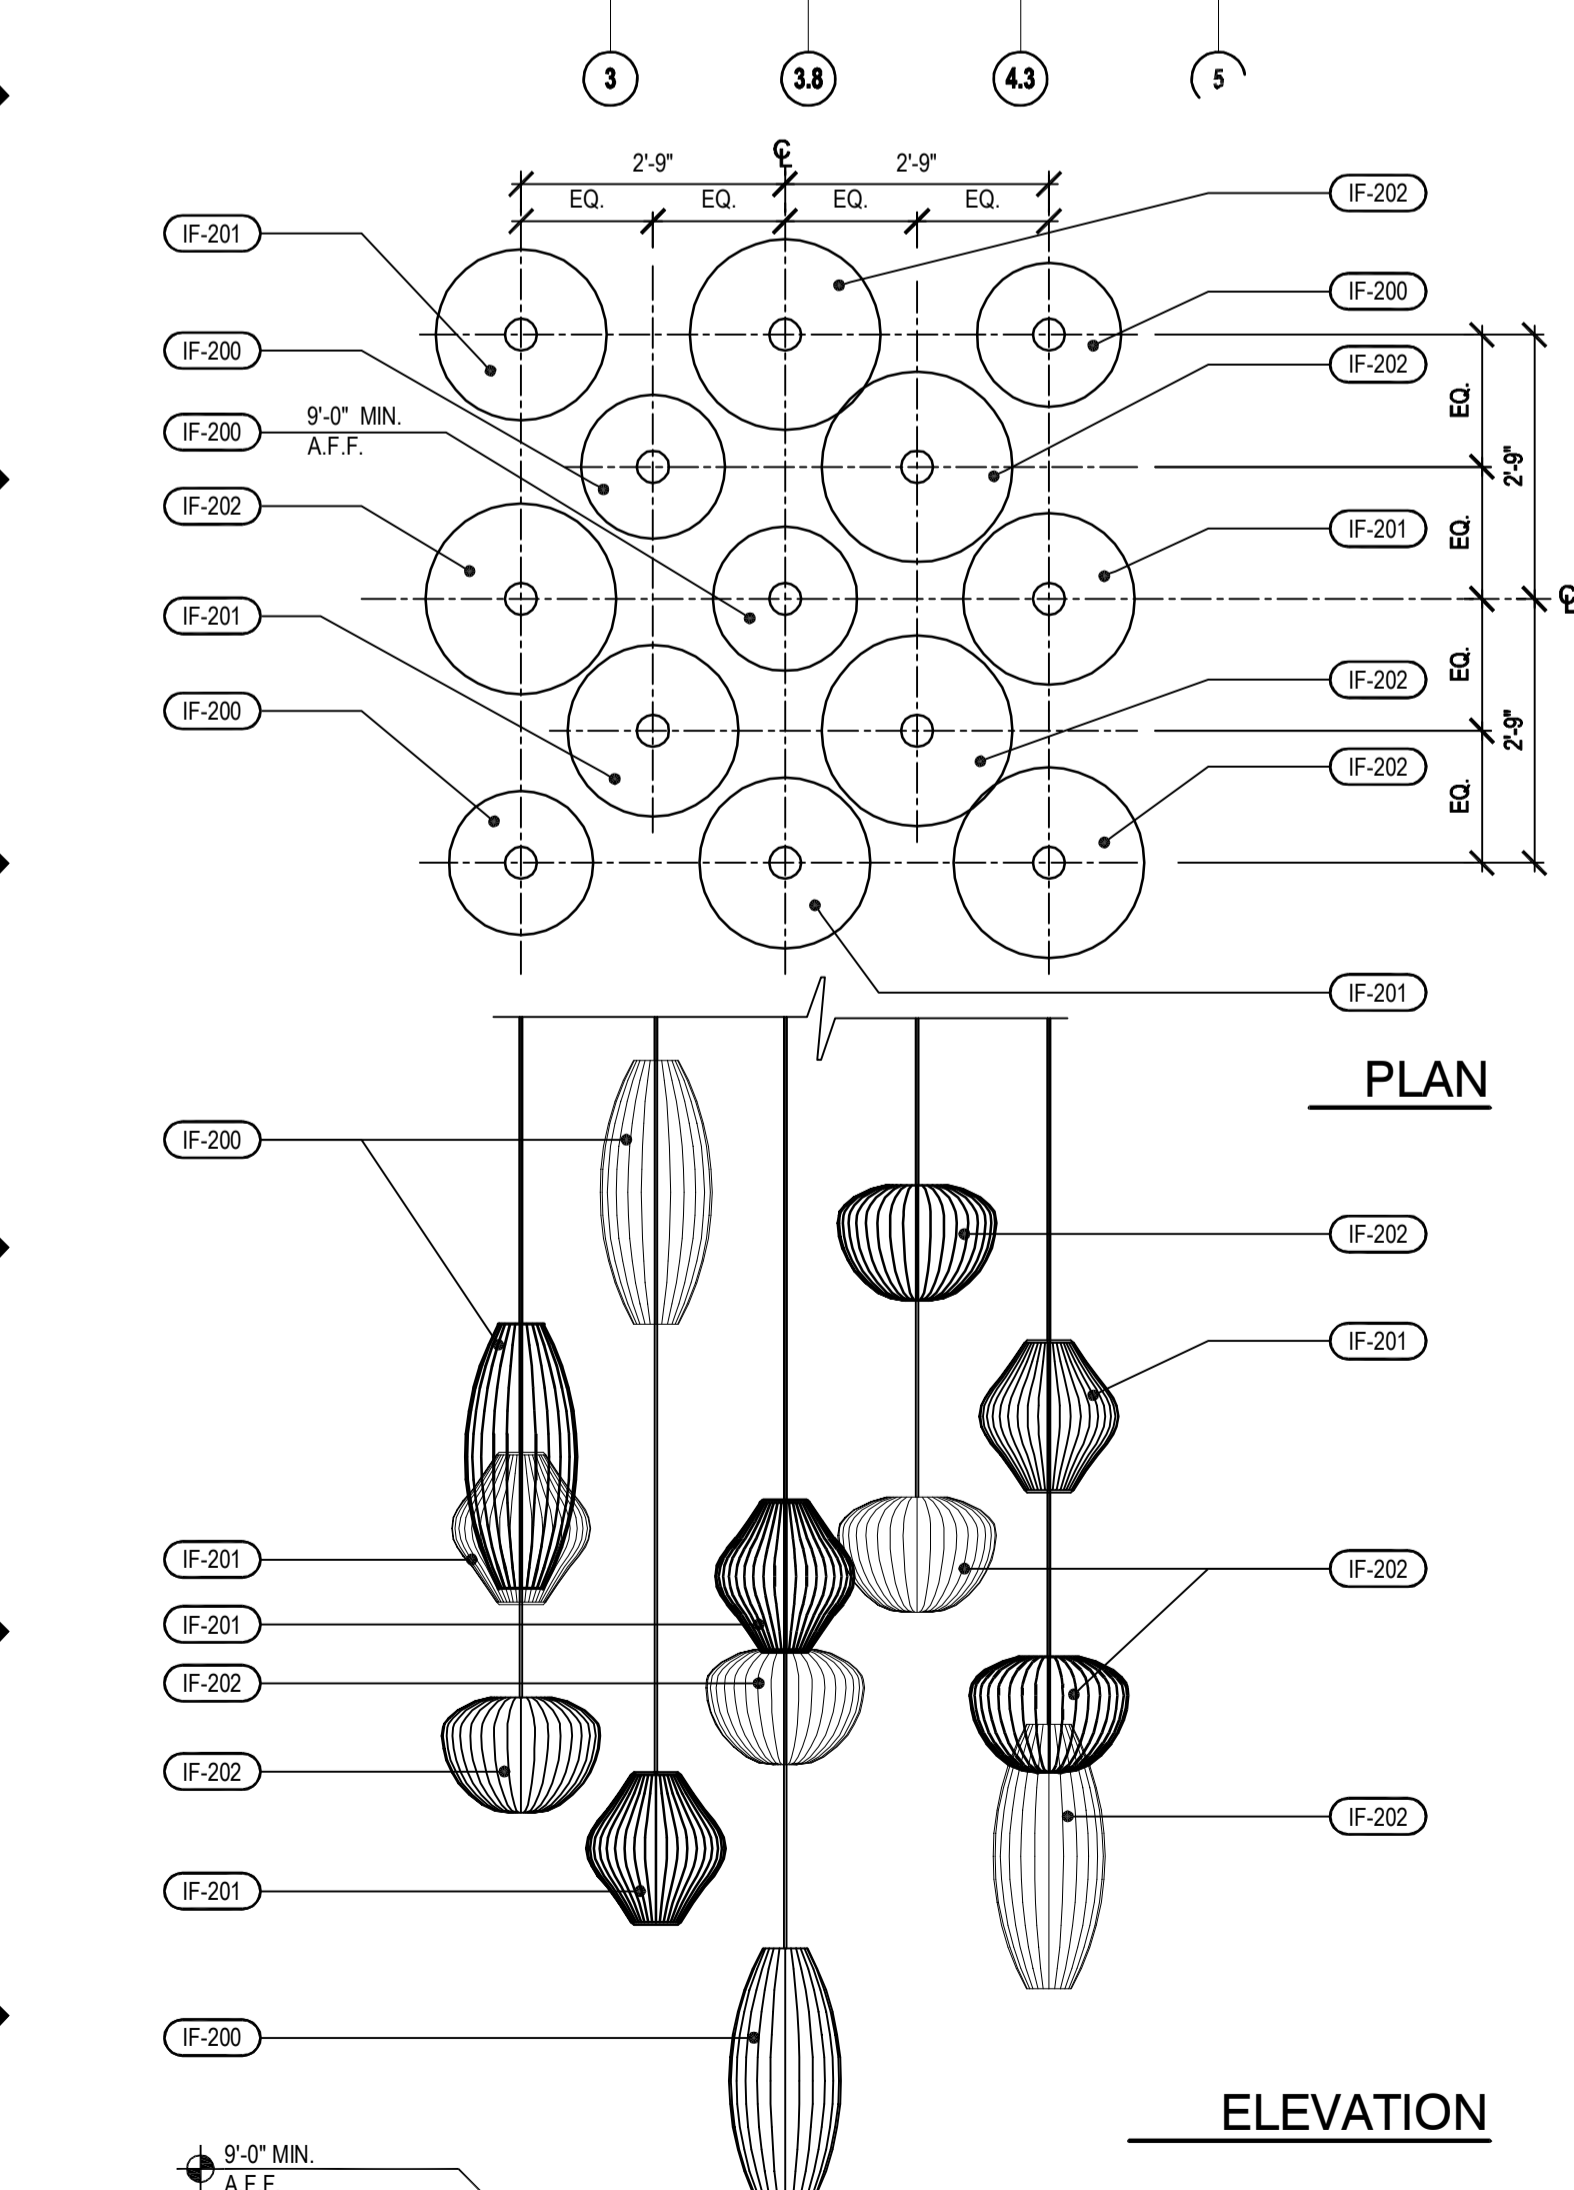 3
3.8
4.3
5
2'-9"
℄
2'-9"
EQ.
EQ.
EQ.
EQ.
IF-202
IF-201
IF-200
IF-200
IF-202
EQ.
9'-0" MIN.
IF-200
A.F.F.
2'-9"
IF-202
IF-201
EQ.
℄
IF-201
EQ.
IF-202
IF-200
2'-9"
IF-202
EQ.
IF-201
PLAN
IF-200
IF-202
IF-201
IF-201
IF-202
IF-201
IF-202
IF-202
IF-202
IF-201
IF-200
ELEVATION
9'-0" MIN.
A.F.F.